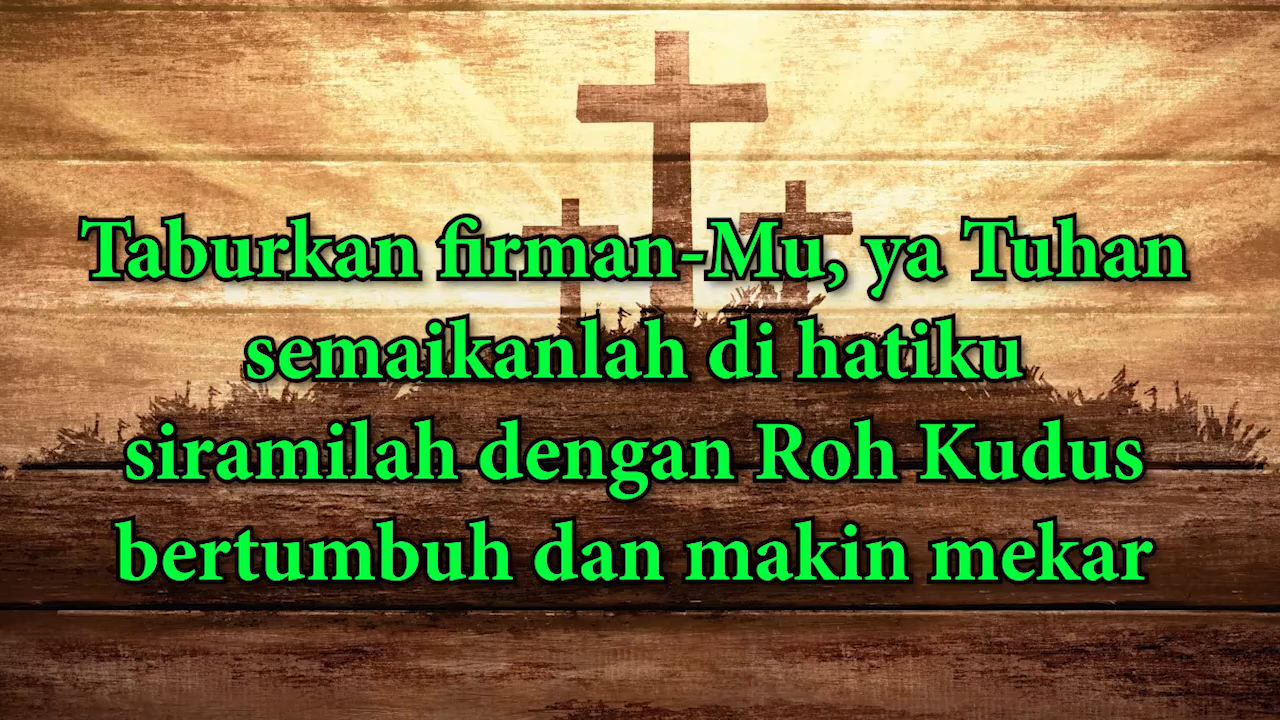 Taburkan firman-Mu, ya Tuhan
semaikanlah di hatiku
siramilah dengan Roh Kudus
bertumbuh dan makin mekar